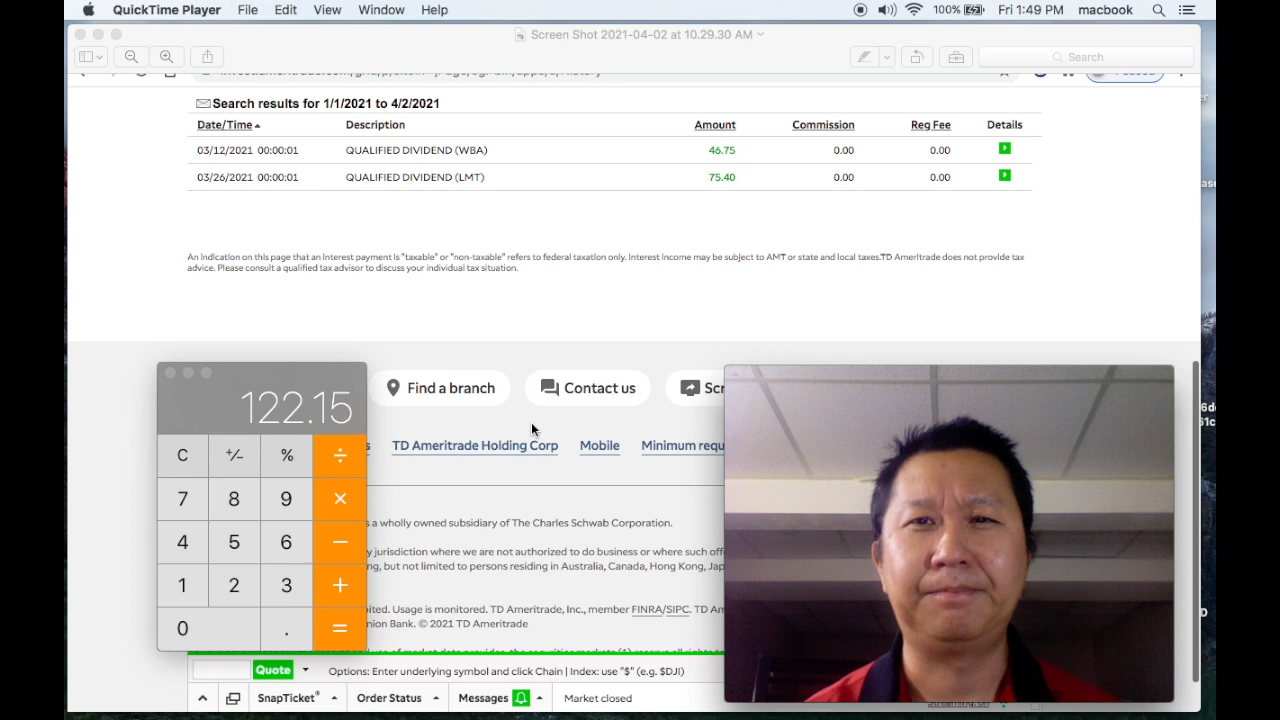 QuickTime Player File Edit View Window Help 100% Fri 1:49 PM macbook
Screen Shot 2021-04-02 at 10.29.30 AM
Search
Search results for 1/1/2021 to 4/2/2021
Date/Time Description Amount Commission Reg Fee Details
03/12/2021 00:00:01 QUALIFIED DIVIDEND (WBA) 46.75 0.00 0.00
03/26/2021 00:00:01 QUALIFIED DIVIDEND (LMT) 75.40 0.00 0.00
An indication on this page that an interest payment is "taxable" or "non-taxable" refers to federal taxation only. Interest income may be subject to AMT or state and local taxes.TD Ameritrade does not provide tax
advice. Please consult a qualified tax advisor to discuss your individual tax situation.
Find a branch Contact us Scr
122.15
TD Ameritrade Holding Corp Mobile Minimum requ
C +/- % ÷
7 8 9 ×
4 5 6 −
1 2 3 +
0 . =
s a wholly owned subsidiary of The Charles Schwab Corporation.
y jurisdiction where we are not authorized to do business or where such off
ng, but not limited to persons residing in Australia, Canada, Hong Kong, Jap
ited. Usage is monitored. TD Ameritrade, Inc., member FINRA/SIPC. TD Am
nion Bank. © 2021 TD Ameritrade
Quote Options: Enter underlying symbol and click Chain | Index: use "$" (e.g. $DJI)
SnapTicket® Order Status Messages Market closed